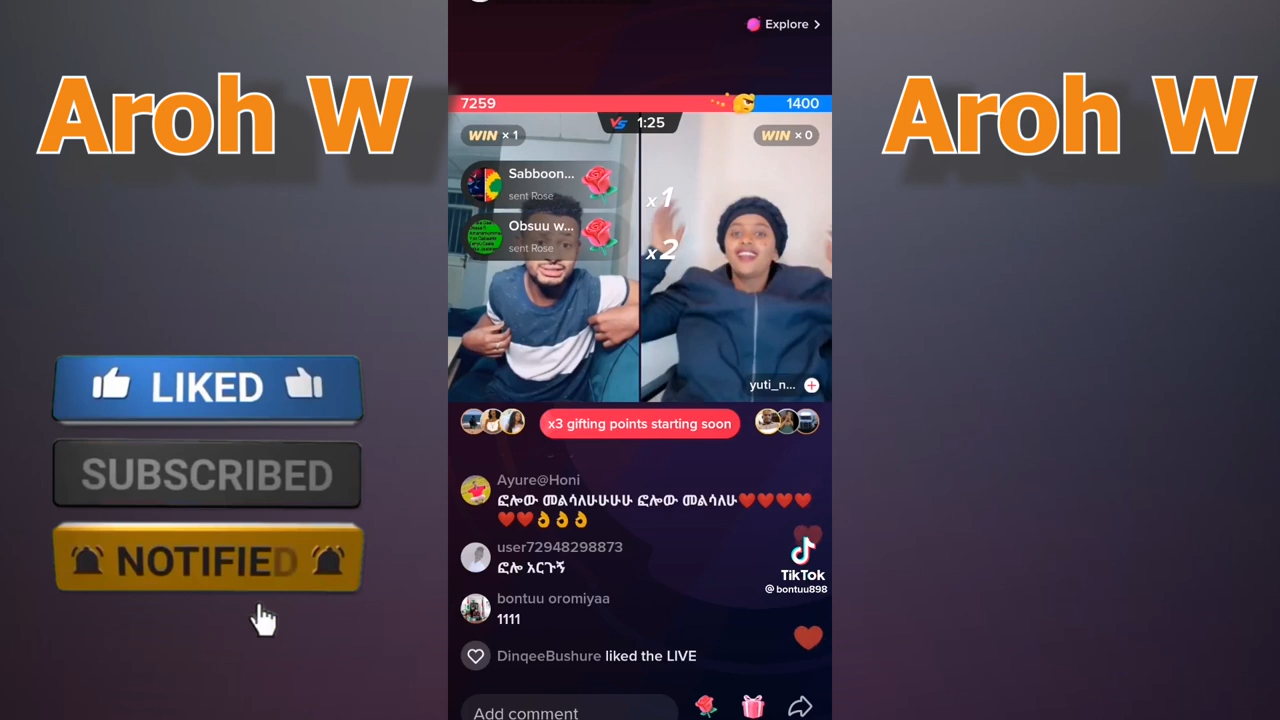 Aroh W
Aroh W
Explore
7259
1400
VS 1:25
WIN × 1
WIN × 0
Sabboon...
sent Rose
x1
Obsuu w...
sent Rose
x2
yuti_n...
x3 gifting points starting soon
LIKED
SUBSCRIBED
NOTIFIED
Ayure@Honi
ፎሎው መልሳለሁሁሁሁ ፎሎው መልሳለሁ❤️❤️❤️❤️
❤️❤️👌👌👌
user72948298873
ፎሎ አርጉኝ
bontuu oromiyaa
1111
TikTok
@bontuu898
DinqeeBushure liked the LIVE
Add comment